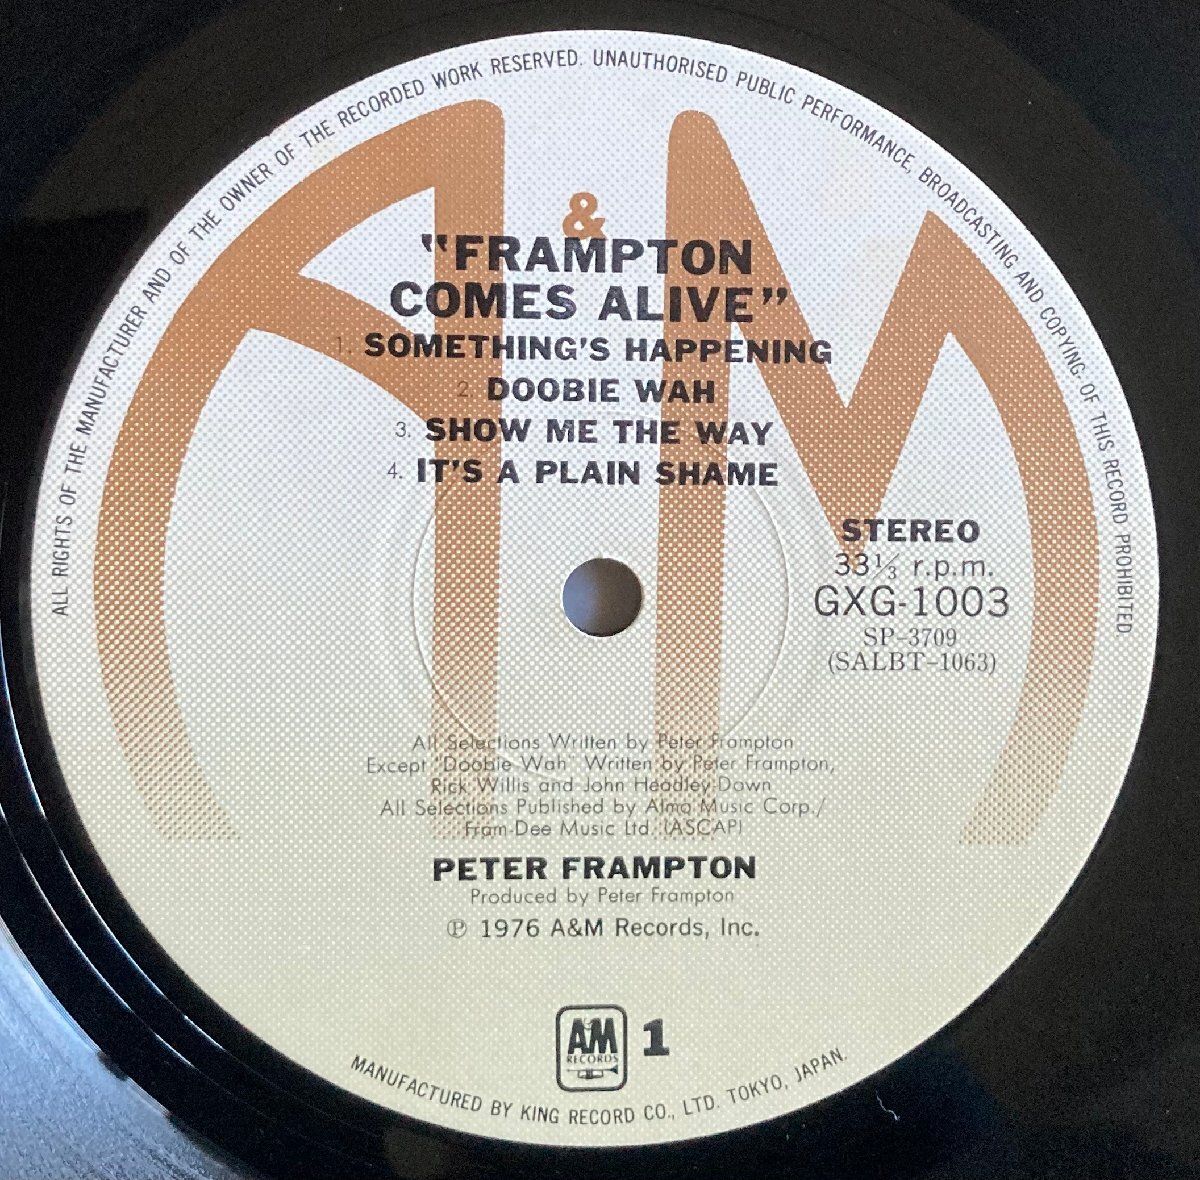 ALL RIGHTS OF THE MANUFACTURER AND OF THE OWNER OF THE RECORDED WORK RESERVED. UNAUTHORISED PUBLIC PERFORMANCE, BROADCASTING AND COPYING OF THIS RECORD PROHIBITED
A & M
"FRAMPTON
COMES ALIVE"
1. SOMETHING'S HAPPENING
2. DOOBIE WAH
3. SHOW ME THE WAY
4. IT'S A PLAIN SHAME
STEREO
33⅓ r.p.m.
GXG-1003
SP-3709
(SALBT-1063)
All Selections Written by Peter Frampton
Except "Doobie Wah" Written by Peter Frampton,
Rick Willis and John Headley-Down
All Selections Published by Almo Music Corp./
Fram-Dee Music Ltd. (ASCAP)
PETER FRAMPTON
Produced by Peter Frampton
℗ 1976 A&M Records, Inc.
A&M
RECORDS
1
MANUFACTURED BY KING RECORD CO., LTD. TOKYO, JAPAN.